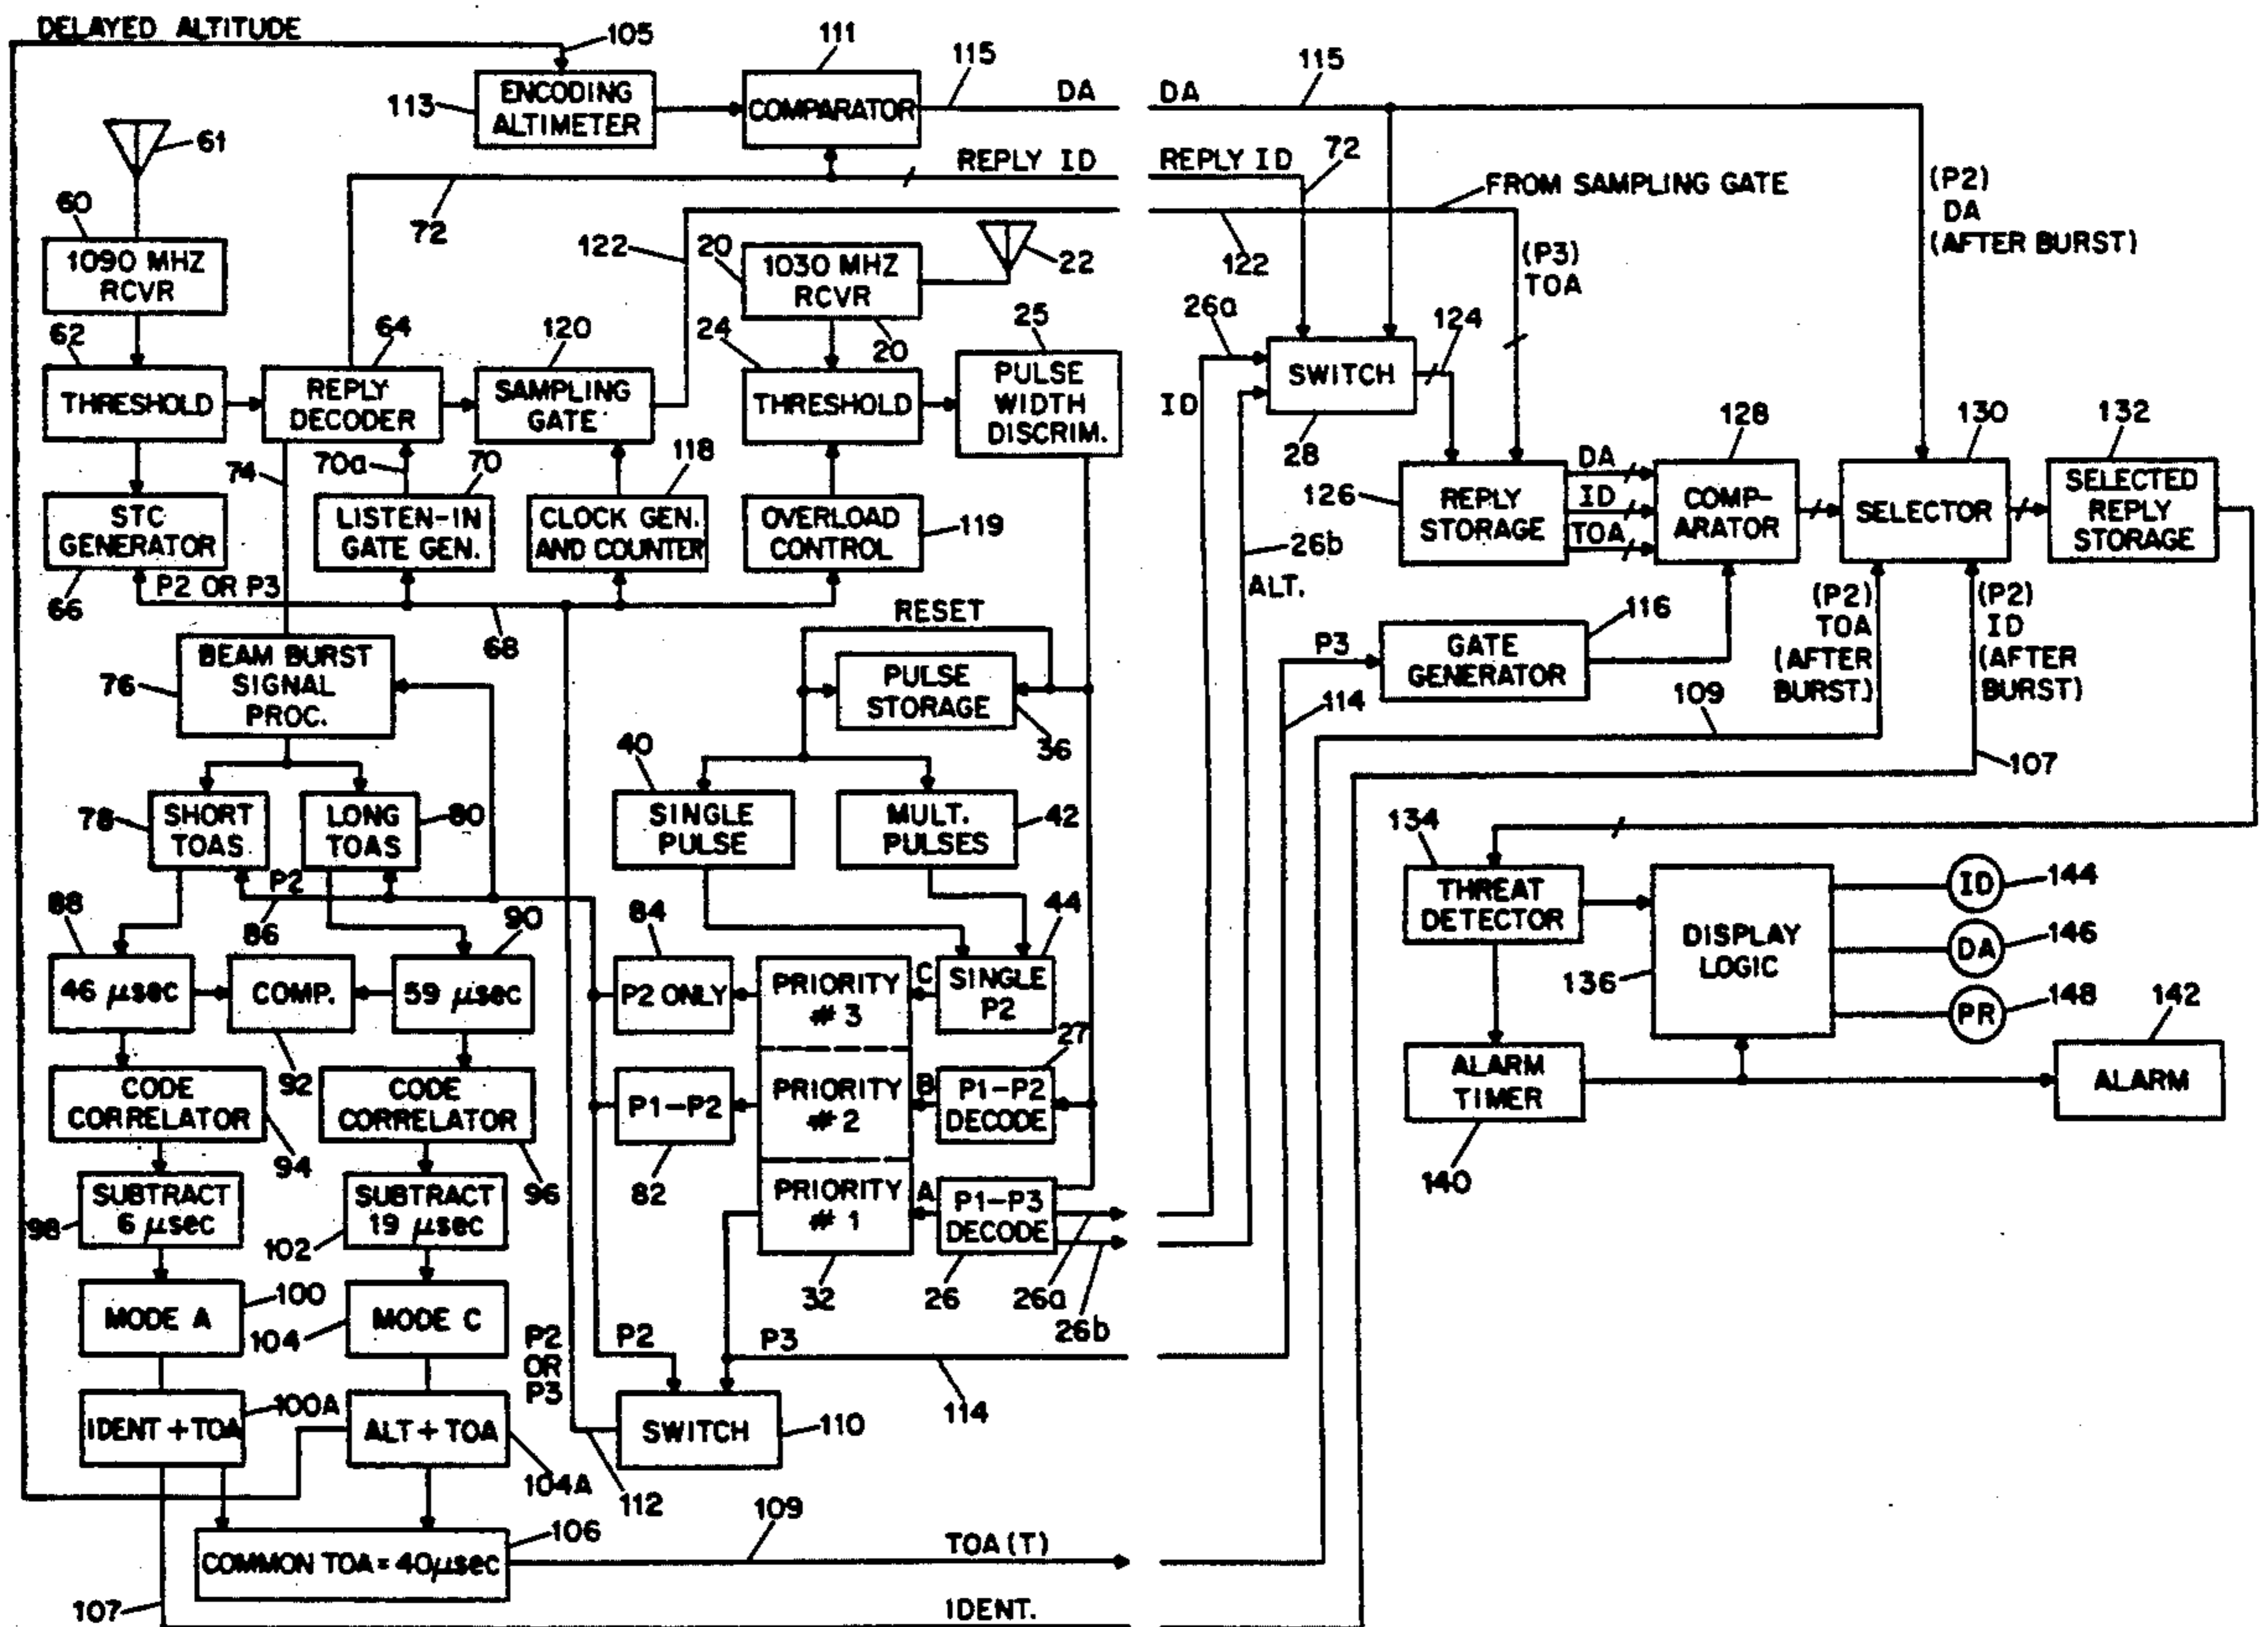 DELAYED ALTITUDE
105
111
115
115
113
ENCODING
ALTIMETER
COMPARATOR
DA
DA
61
REPLY ID
REPLY ID
72
72
FROM SAMPLING GATE
(P2)
DA
(AFTER BURST)
60
1090 MHZ
RCVR
122
20
1030 MHZ
RCVR
20
22
122
(P3)
TOA
26a
62
THRESHOLD
64
REPLY
DECODER
120
SAMPLING
GATE
24
THRESHOLD
25
PULSE
WIDTH
DISCRIM.
ID
SWITCH
28
124
74
70a
70
118
STC
GENERATOR
66
LISTEN-IN
GATE GEN.
CLOCK GEN.
AND COUNTER
OVERLOAD
CONTROL
119
126
REPLY
STORAGE
DA
ID
TOA
128
COMP-
ARATOR
130
SELECTOR
132
SELECTED
REPLY
STORAGE
26b
ALT.
P2 OR P3
68
RESET
76
BEAM BURST
SIGNAL
PROC.
PULSE
STORAGE
36
P3
GATE
GENERATOR
116
114
(P2)
TOA
(AFTER
BURST)
(P2)
ID
(AFTER
BURST)
109
107
78
SHORT
TOAS
LONG
TOAS
80
40
SINGLE
PULSE
MULT.
PULSES
42
P2
86
88
46 μsec
COMP.
92
90
59 μsec
84
P2 ONLY
PRIORITY
# 3
C
SINGLE
P2
44
134
THREAT
DETECTOR
136
DISPLAY
LOGIC
ID
144
DA
146
PR
148
142
CODE
CORRELATOR
94
CODE
CORRELATOR
96
P1-P2
82
PRIORITY
# 2
B
P1-P2
DECODE
27
ALARM
TIMER
140
ALARM
98
SUBTRACT
6 μsec
102
SUBTRACT
19 μsec
PRIORITY
# 1
32
A
P1-P3
DECODE
26
26a
26b
MODE A
100
104
MODE C
P2
OR
P3
P2
P3
114
IDENT + TOA
100A
ALT + TOA
104A
SWITCH
110
112
106
COMMON TOA = 40μsec
109
TOA (T)
107
IDENT.